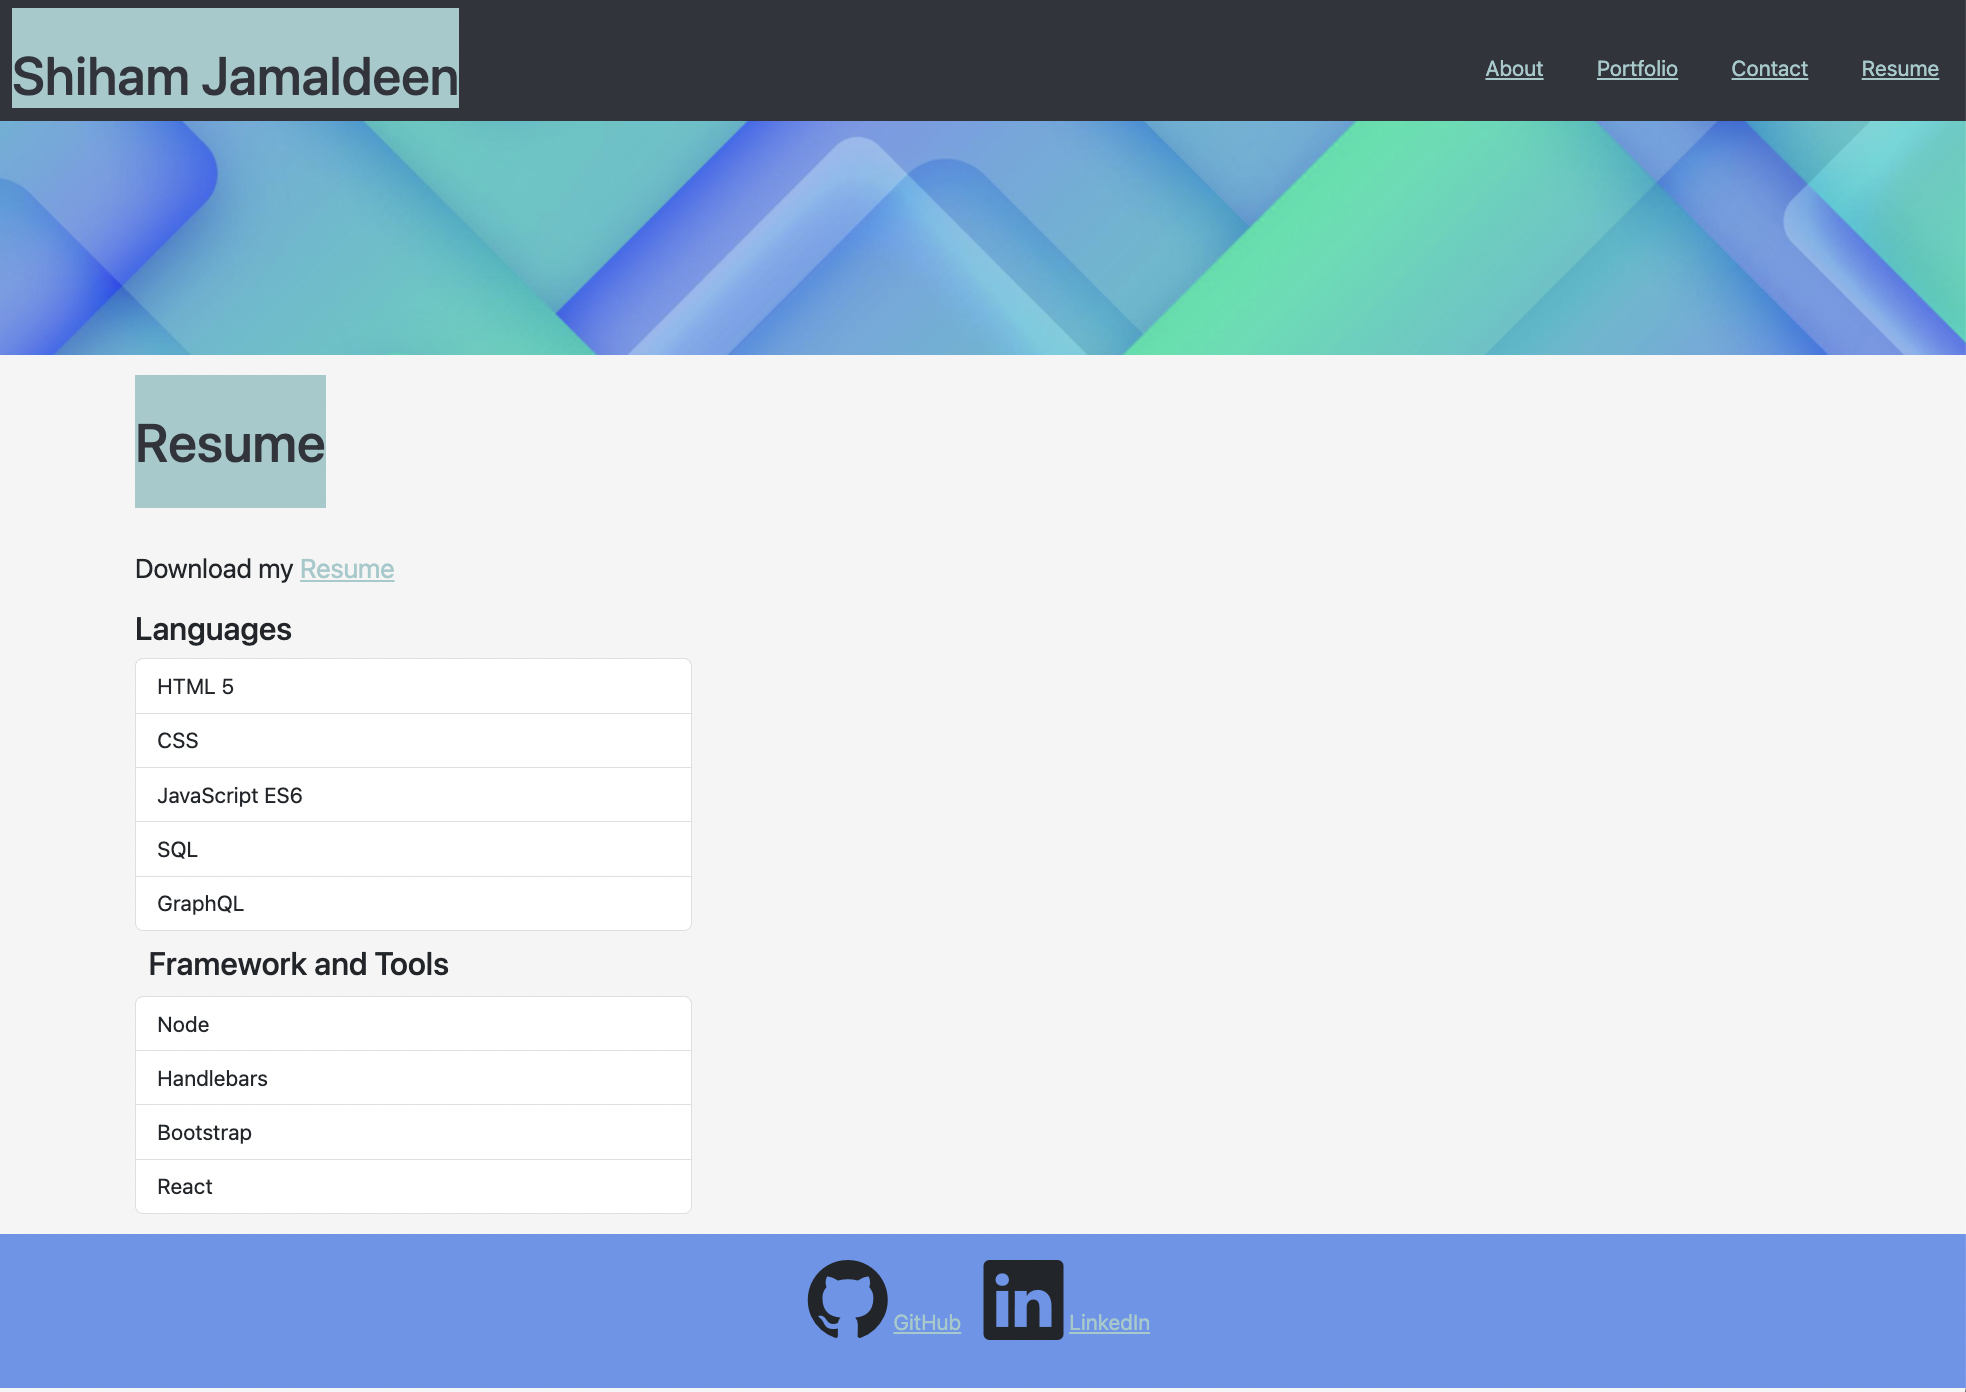 Shiham Jamaldeen
About Portfolio Contact Resume
Resume
Download my Resume
Languages
HTML 5
CSS
JavaScript ES6
SQL
GraphQL
Framework and Tools
Node
Handlebars
Bootstrap
React
GitHub in LinkedIn